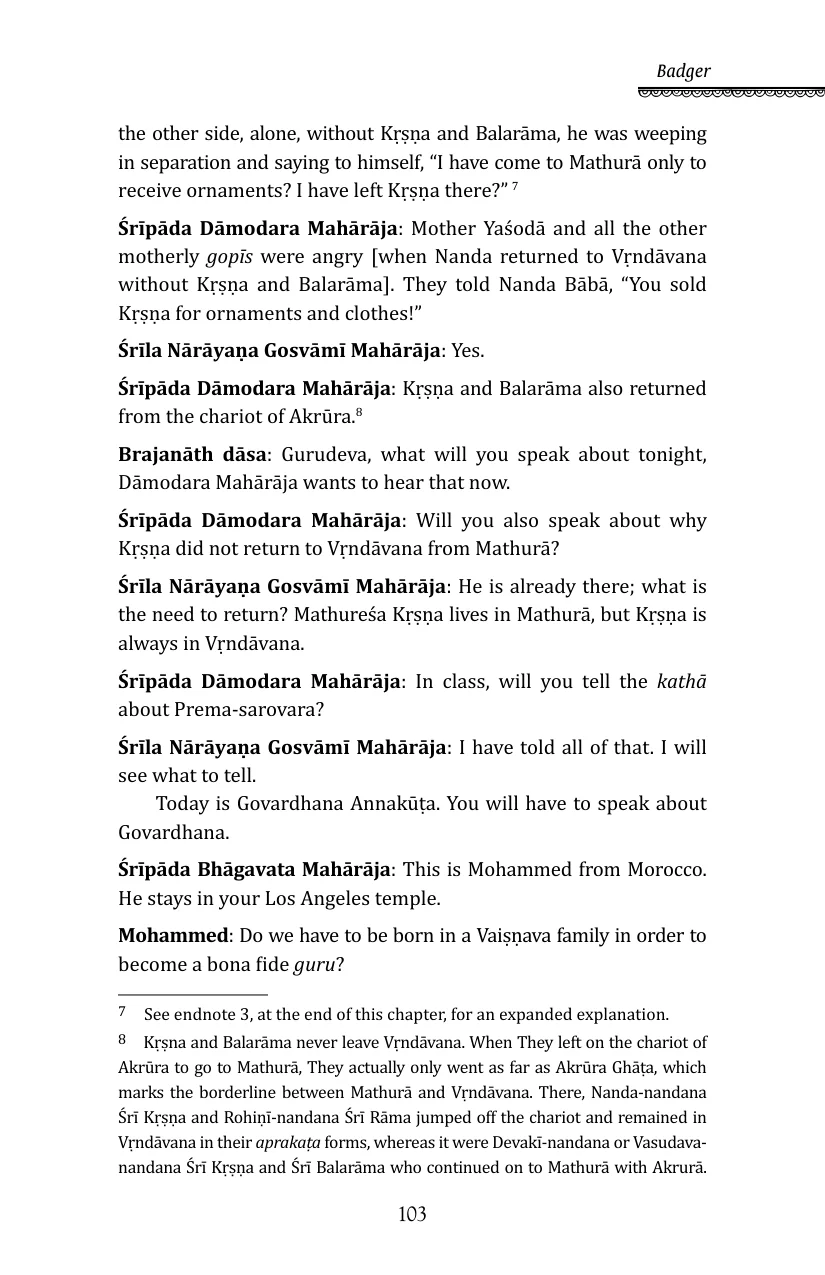 Badger
the other side, alone, without Kṛṣṇa and Balarāma, he was weeping
in separation and saying to himself, “I have come to Mathurā only to
receive ornaments? I have left Kṛṣṇa there?” 7
Śrīpāda Dāmodara Mahārāja: Mother Yaśodā and all the other
motherly gopīs were angry [when Nanda returned to Vṛndāvana
without Kṛṣṇa and Balarāma]. They told Nanda Bābā, “You sold
Kṛṣṇa for ornaments and clothes!”
Śrīla Nārāyaṇa Gosvāmī Mahārāja: Yes.
Śrīpāda Dāmodara Mahārāja: Kṛṣṇa and Balarāma also returned
from the chariot of Akrūra.8
Brajanāth dāsa: Gurudeva, what will you speak about tonight,
Dāmodara Mahārāja wants to hear that now.
Śrīpāda Dāmodara Mahārāja: Will you also speak about why
Kṛṣṇa did not return to Vṛndāvana from Mathurā?
Śrīla Nārāyaṇa Gosvāmī Mahārāja: He is already there; what is
the need to return? Mathureśa Kṛṣṇa lives in Mathurā, but Kṛṣṇa is
always in Vṛndāvana.
Śrīpāda Dāmodara Mahārāja: In class, will you tell the kathā
about Prema-sarovara?
Śrīla Nārāyaṇa Gosvāmī Mahārāja: I have told all of that. I will
see what to tell.
Today is Govardhana Annakūṭa. You will have to speak about
Govardhana.
Śrīpāda Bhāgavata Mahārāja: This is Mohammed from Morocco.
He stays in your Los Angeles temple.
Mohammed: Do we have to be born in a Vaiṣṇava family in order to
become a bona fide guru?
7 See endnote 3, at the end of this chapter, for an expanded explanation.
8 Kṛṣṇa and Balarāma never leave Vṛndāvana. When They left on the chariot of
Akrūra to go to Mathurā, They actually only went as far as Akrūra Ghāṭa, which
marks the borderline between Mathurā and Vṛndāvana. There, Nanda-nandana
Śrī Kṛṣṇa and Rohiṇī-nandana Śrī Rāma jumped off the chariot and remained in
Vṛndāvana in their aprakaṭa forms, whereas it were Devakī-nandana or Vasudava-
nandana Śrī Kṛṣṇa and Śrī Balarāma who continued on to Mathurā with Akrurā.
103